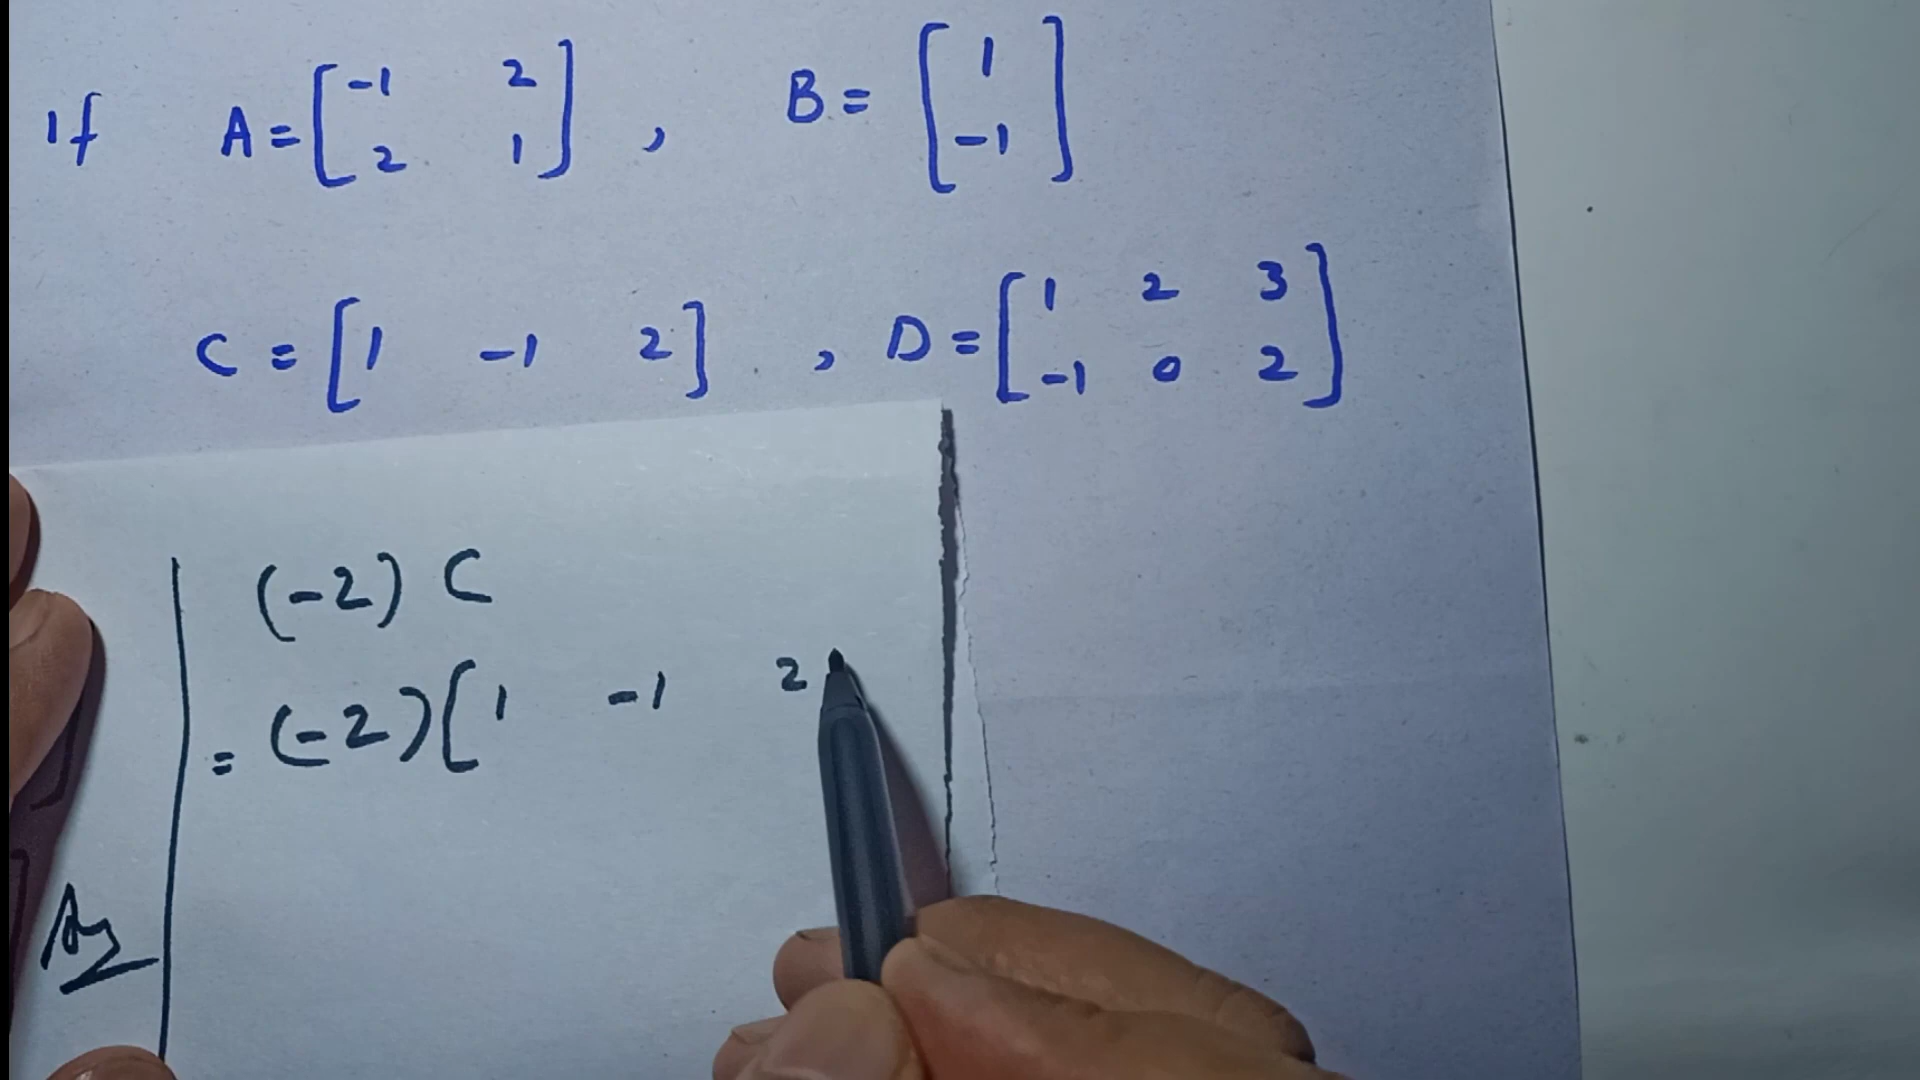 If A = [ -1 2 ] , B = [ 1 ]
[ 2 1 ] [ -1 ]
C = [ 1 -1 2 ] , D = [ 1 2 3 ]
[ -1 0 2 ]
(-2) C
= (-2) [ 1 -1 2